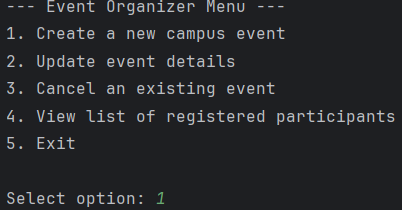 --- Event Organizer Menu ---
1. Create a new campus event
2. Update event details
3. Cancel an existing event
4. View list of registered participants
5. Exit
Select option: 1